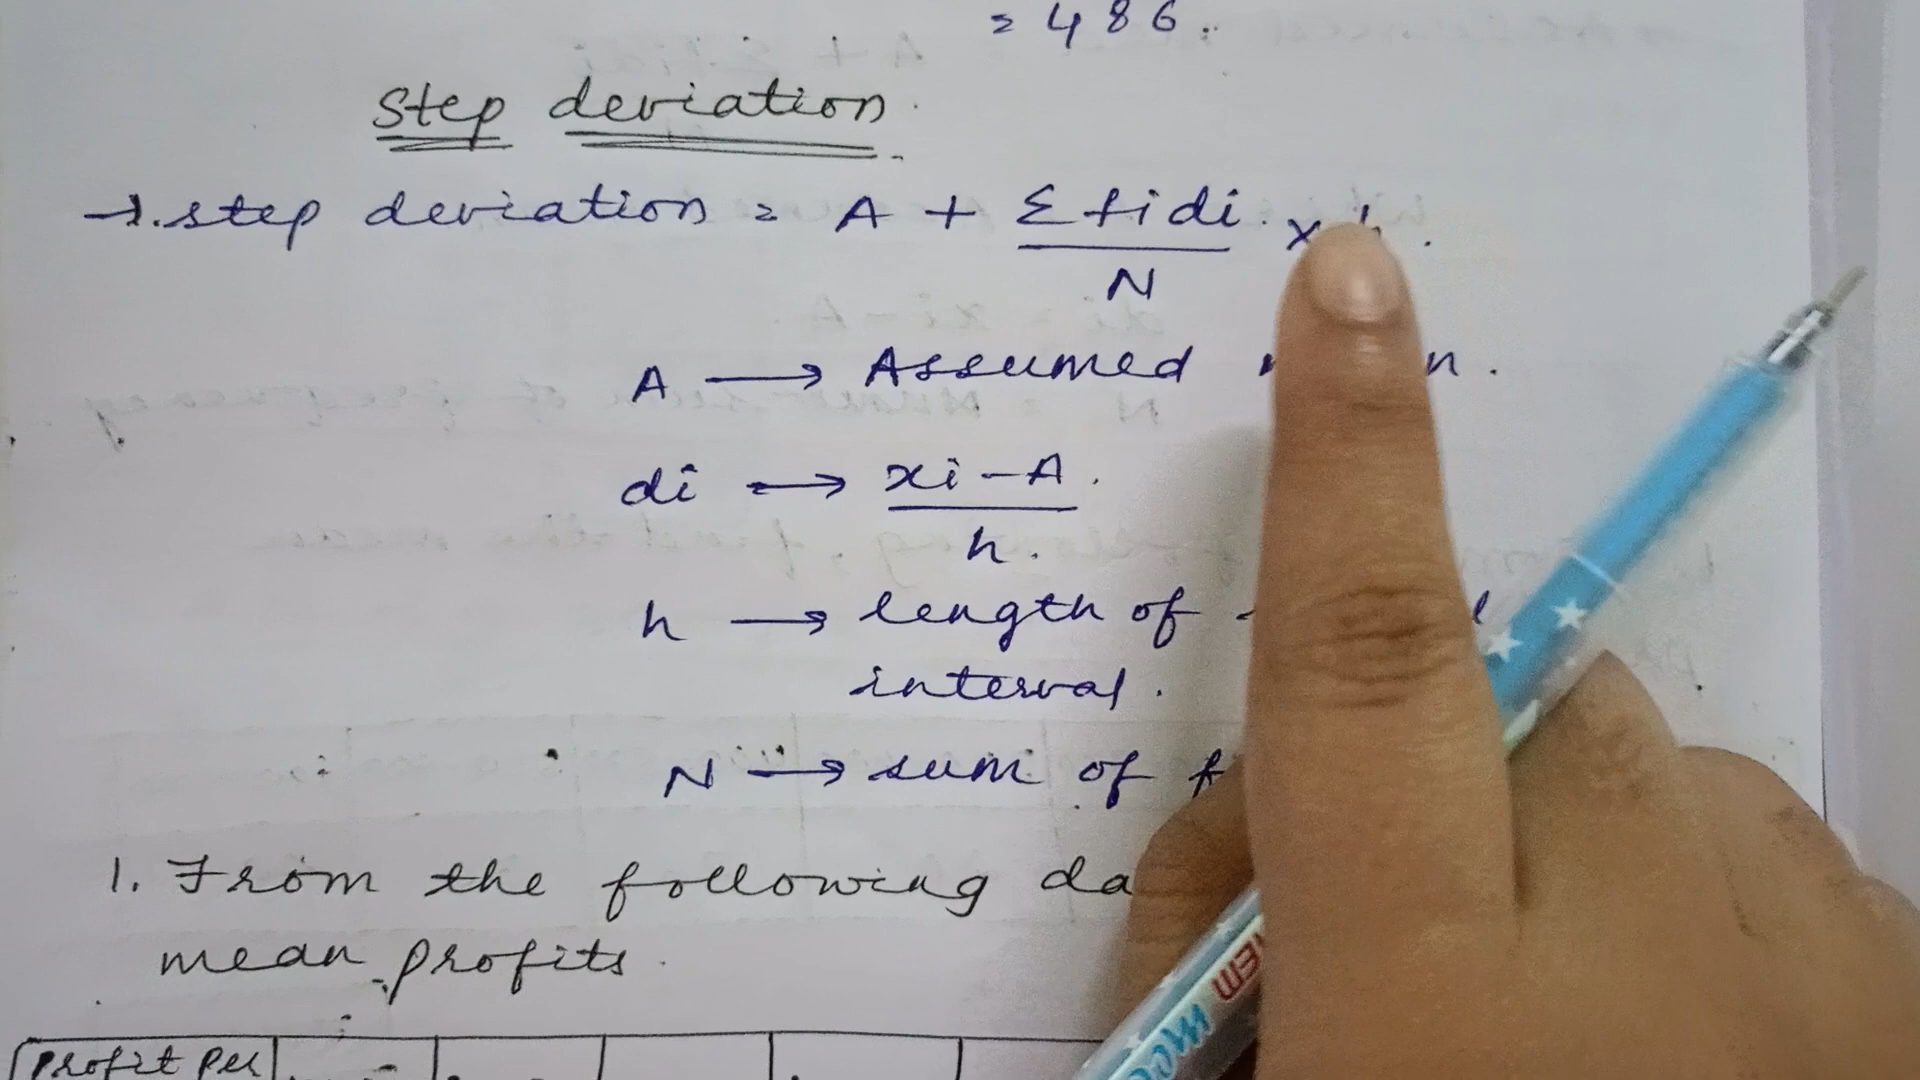 = 486.
Step deviation.
→ 1. step deviation = A + Σfidi / N ×
A → Assumed
di → xi - A / h.
h → length of
interval.
N → sum of
1. From the following
mean profits.
Profit Per